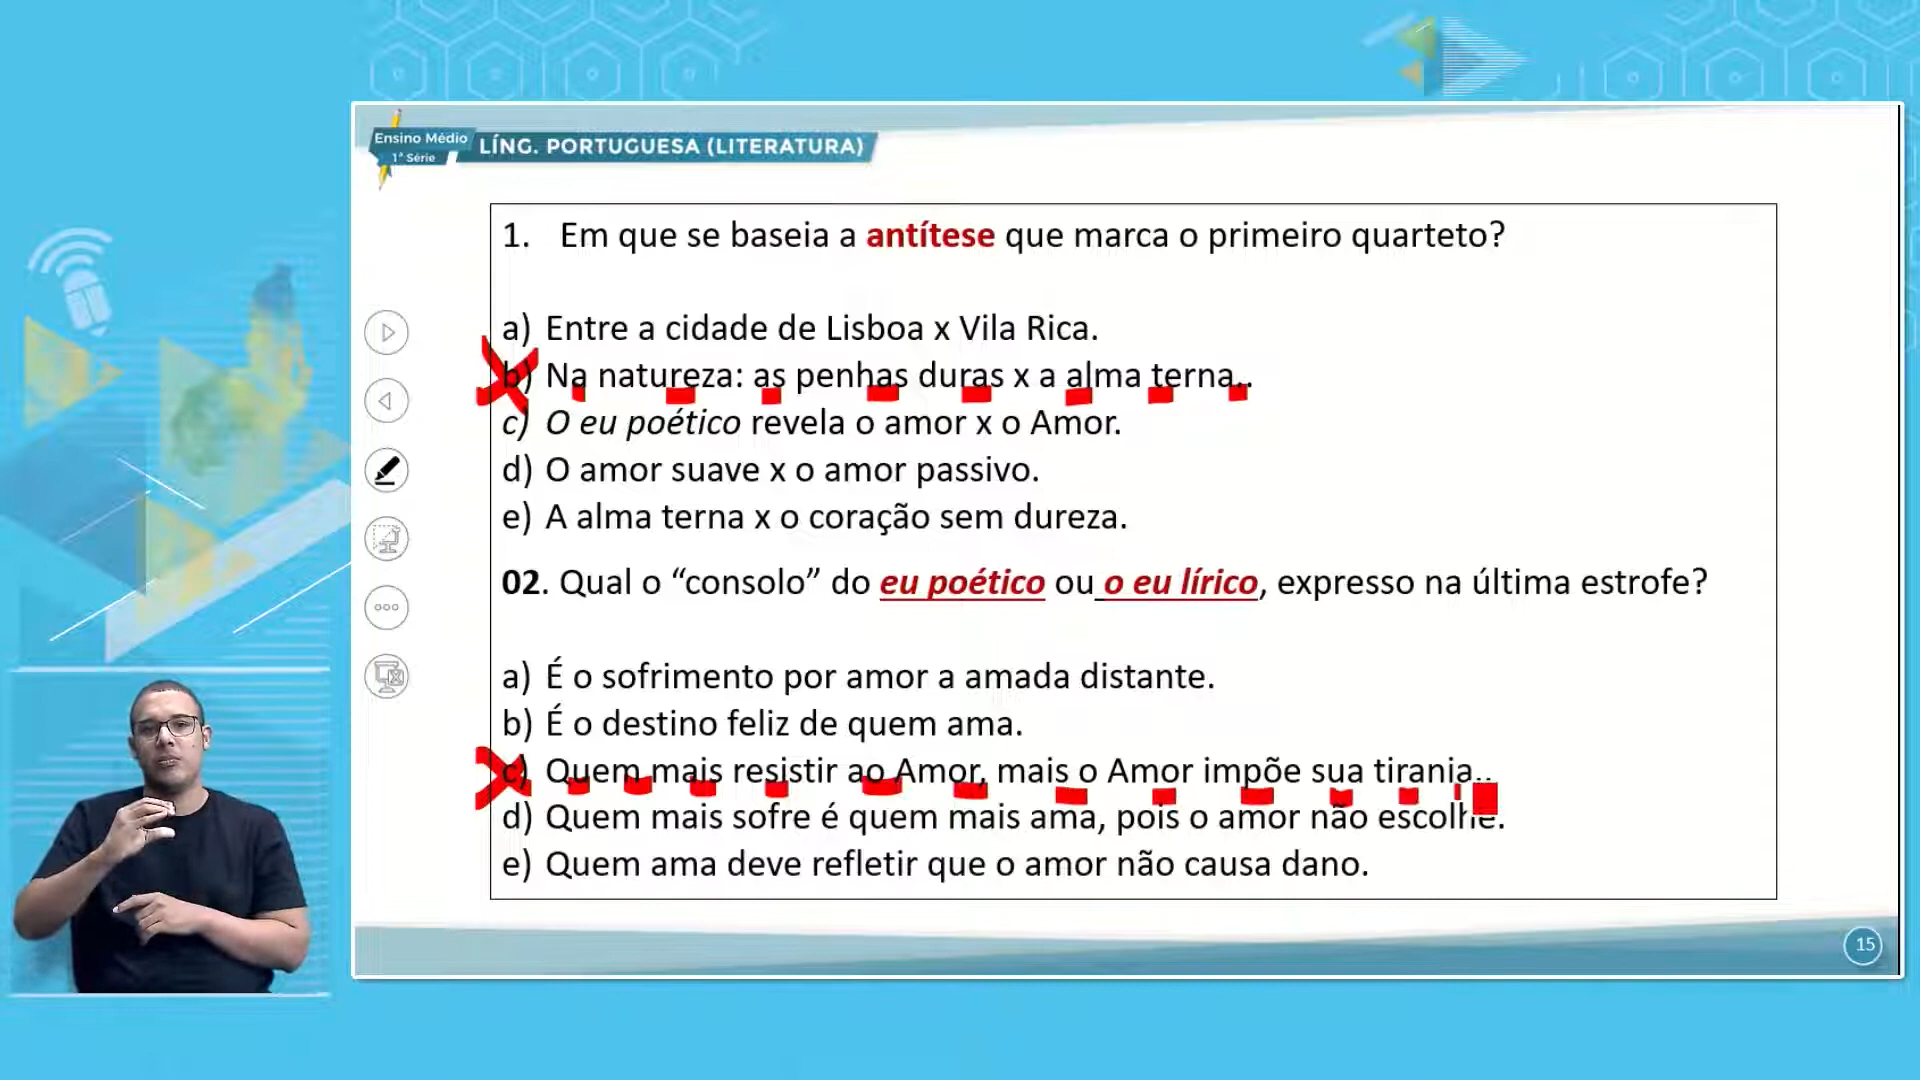 Ensino Médio
1ª Série
LÍNG. PORTUGUESA (LITERATURA)
1. Em que se baseia a antítese que marca o primeiro quarteto?
a) Entre a cidade de Lisboa x Vila Rica.
b) Na natureza: as penhas duras x a alma terna..
c) O eu poético revela o amor x o Amor.
d) O amor suave x o amor passivo.
e) A alma terna x o coração sem dureza.
02. Qual o “consolo” do eu poético ou o eu lírico, expresso na última estrofe?
a) É o sofrimento por amor a amada distante.
b) É o destino feliz de quem ama.
c) Quem mais resistir ao Amor, mais o Amor impõe sua tirania..
d) Quem mais sofre é quem mais ama, pois o amor não escolhe.
e) Quem ama deve refletir que o amor não causa dano.
15